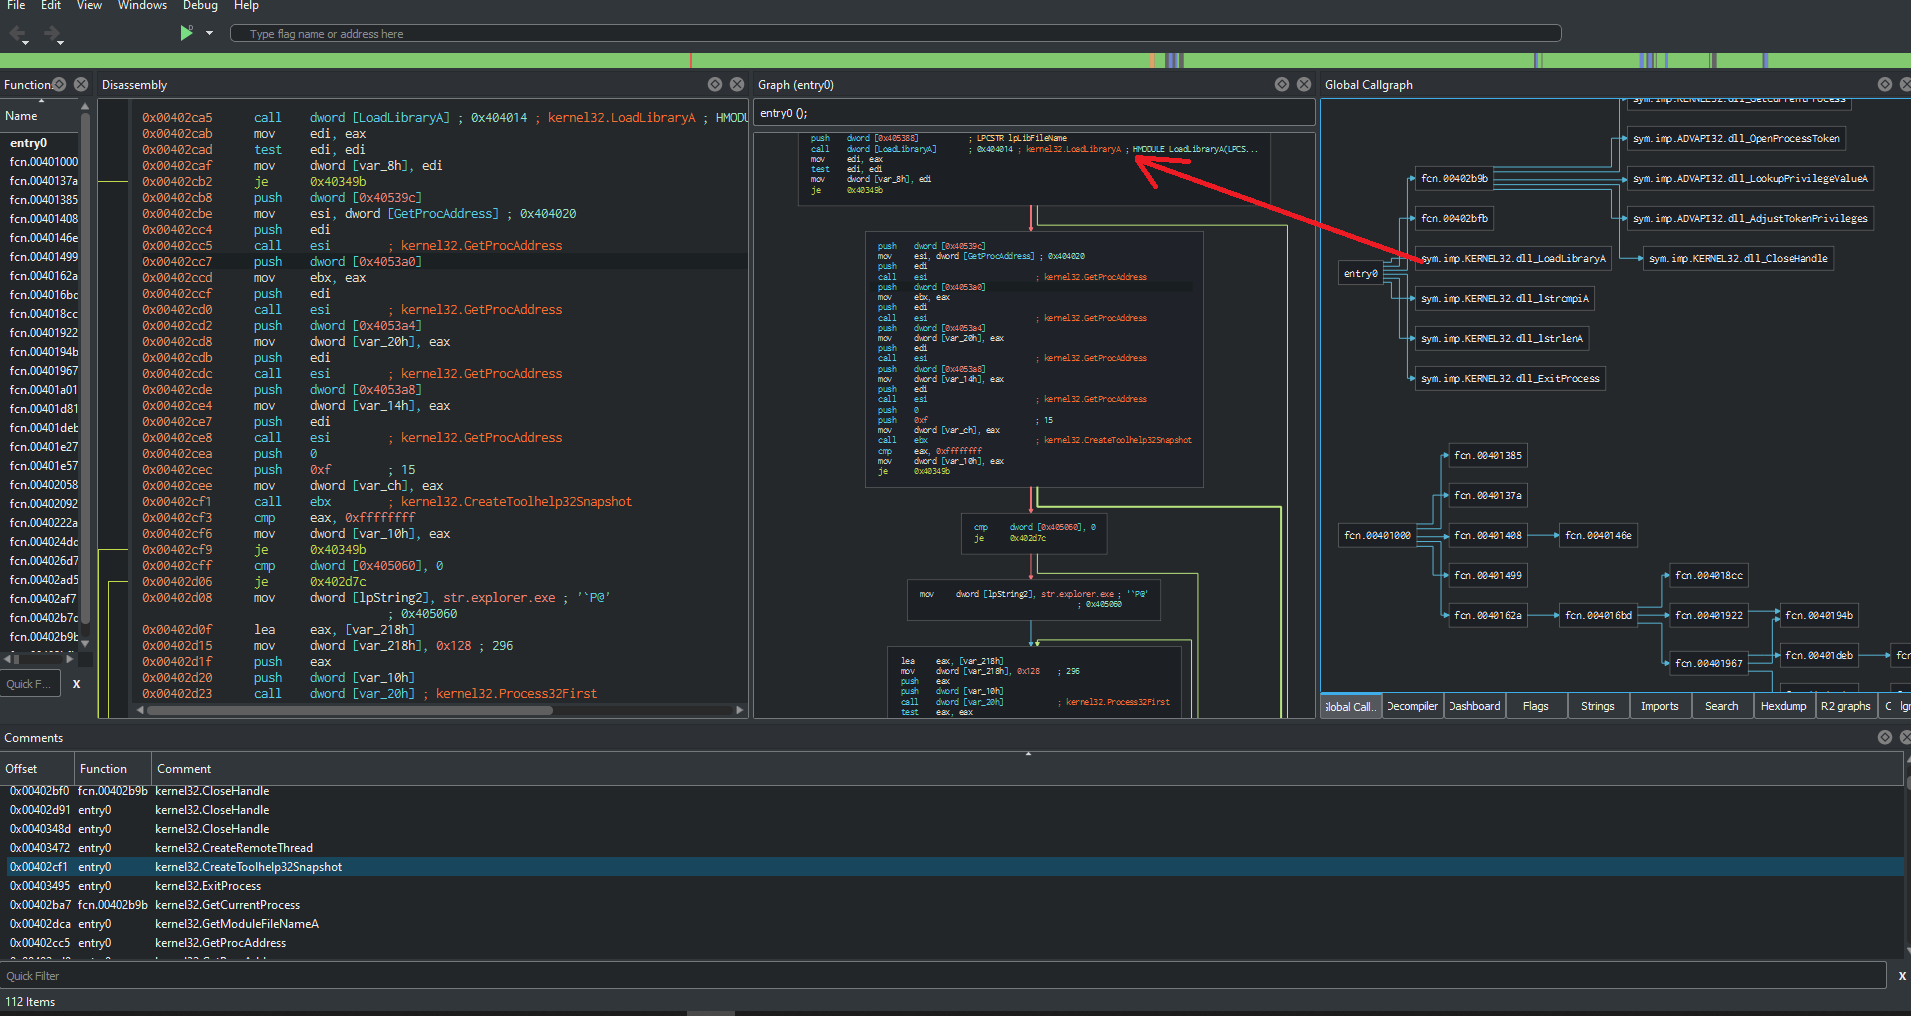 File Edit View Windows Debug Help
Type flag name or address here
Functions
Name
entry0
fcn.00401000
fcn.0040137a
fcn.00401385
fcn.00401408
fcn.0040146e
fcn.00401499
fcn.0040162a
fcn.004016bd
fcn.004018cc
fcn.00401922
fcn.0040194b
fcn.00401967
fcn.00401a01
fcn.00401d81
fcn.00401deb
fcn.00401e27
fcn.00401e57
fcn.00402058
fcn.00402092
fcn.0040222a
fcn.004024dc
fcn.004026d7
fcn.00402ad5
fcn.00402af7
fcn.00402b7c
fcn.00402b9b
Quick F... X
Disassembly
0x00402ca5 call dword [LoadLibraryA] ; 0x404014 ; kernel32.LoadLibraryA ; HMODU
0x00402cab mov edi, eax
0x00402cad test edi, edi
0x00402caf mov dword [var_8h], edi
0x00402cb2 je 0x40349b
0x00402cb8 push dword [0x40539c]
0x00402cbe mov esi, dword [GetProcAddress] ; 0x404020
0x00402cc4 push edi
0x00402cc5 call esi ; kernel32.GetProcAddress
0x00402cc7 push dword [0x4053a0]
0x00402ccd mov ebx, eax
0x00402ccf push edi
0x00402cd0 call esi ; kernel32.GetProcAddress
0x00402cd2 push dword [0x4053a4]
0x00402cd8 mov dword [var_20h], eax
0x00402cdb push edi
0x00402cdc call esi ; kernel32.GetProcAddress
0x00402cde push dword [0x4053a8]
0x00402ce4 mov dword [var_14h], eax
0x00402ce7 push edi
0x00402ce8 call esi ; kernel32.GetProcAddress
0x00402cea push 0
0x00402cec push 0xf ; 15
0x00402cee mov dword [var_ch], eax
0x00402cf1 call ebx ; kernel32.CreateToolhelp32Snapshot
0x00402cf3 cmp eax, 0xffffffff
0x00402cf6 mov dword [var_10h], eax
0x00402cf9 je 0x40349b
0x00402cff cmp dword [0x405060], 0
0x00402d06 je 0x402d7c
0x00402d08 mov dword [lpString2], str.explorer.exe ; '`P@'
; 0x405060
0x00402d0f lea eax, [var_218h]
0x00402d15 mov dword [var_218h], 0x128 ; 296
0x00402d1f push eax
0x00402d20 push dword [var_10h]
0x00402d23 call dword [var_20h] ; kernel32.Process32First
Graph (entry0)
entry0 ();
push dword [0x405388] ; LPCSTR lpLibFileName
call dword [LoadLibraryA] ; 0x404014 ; kernel32.LoadLibraryA ; HMODULE LoadLibraryA(LPCS...
mov edi, eax
test edi, edi
mov dword [var_8h], edi
je 0x40349b
push dword [0x40539c]
mov esi, dword [GetProcAddress] ; 0x404020
push edi
call esi ; kernel32.GetProcAddress
push dword [0x4053a0]
mov ebx, eax
push edi
call esi ; kernel32.GetProcAddress
push dword [0x4053a4]
mov dword [var_20h], eax
push edi
call esi ; kernel32.GetProcAddress
push dword [0x4053a8]
mov dword [var_14h], eax
push edi
call esi ; kernel32.GetProcAddress
push 0
push 0xf ; 15
mov dword [var_ch], eax
call ebx ; kernel32.CreateToolhelp32Snapshot
cmp eax, 0xffffffff
mov dword [var_10h], eax
je 0x40349b
cmp dword [0x405060], 0
je 0x402d7c
mov dword [lpString2], str.explorer.exe ; '`P@'
; 0x405060
lea eax, [var_218h]
mov dword [var_218h], 0x128 ; 296
push eax
push dword [var_10h]
call dword [var_20h] ; kernel32.Process32First
test eax, eax
Global Callgraph
sym.imp.KERNEL32.dll_GetCurrentProcess
sym.imp.ADVAPI32.dll_OpenProcessToken
fcn.00402b9b sym.imp.ADVAPI32.dll_LookupPrivilegeValueA
fcn.00402bfb sym.imp.ADVAPI32.dll_AdjustTokenPrivileges
sym.imp.KERNEL32.dll_LoadLibraryA sym.imp.KERNEL32.dll_CloseHandle
entry0
sym.imp.KERNEL32.dll_lstrcmpiA
sym.imp.KERNEL32.dll_lstrlenA
sym.imp.KERNEL32.dll_ExitProcess
fcn.00401385
fcn.0040137a
fcn.00401000 fcn.00401408 fcn.0040146e
fcn.00401499 fcn.004018cc
fcn.0040162a fcn.004016bd fcn.00401922 fcn.0040194b
fcn.00401967 fcn.00401deb fcn
Global Call.. Decompiler Dashboard Flags Strings Imports Search Hexdump R2 graphs
Comments
Offset Function Comment
0x00402bf0 fcn.00402b9b kernel32.CloseHandle
0x00402d91 entry0 kernel32.CloseHandle
0x0040348d entry0 kernel32.CloseHandle
0x00403472 entry0 kernel32.CreateRemoteThread
0x00402cf1 entry0 kernel32.CreateToolhelp32Snapshot
0x00403495 entry0 kernel32.ExitProcess
0x00402ba7 fcn.00402b9b kernel32.GetCurrentProcess
0x00402dca entry0 kernel32.GetModuleFileNameA
0x00402cc5 entry0 kernel32.GetProcAddress
Quick Filter X
112 Items